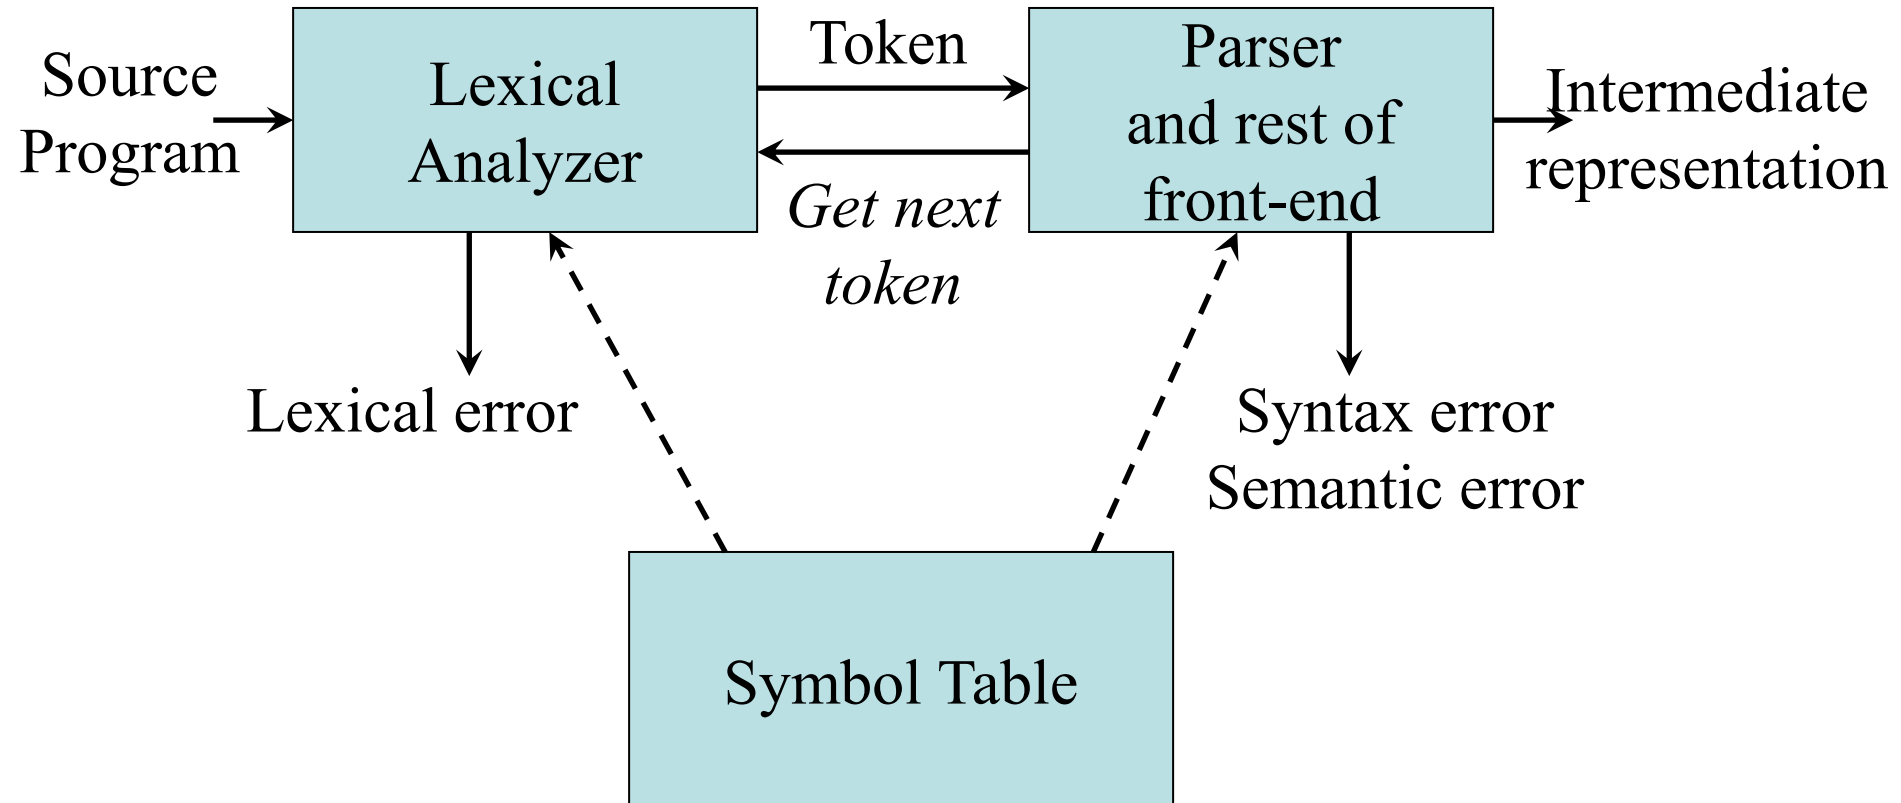 Source
Program
Lexical
Analyzer
Token
Get next
token
Parser
and rest of
front-end
Intermediate
representation
Lexical error
Syntax error
Semantic error
Symbol Table